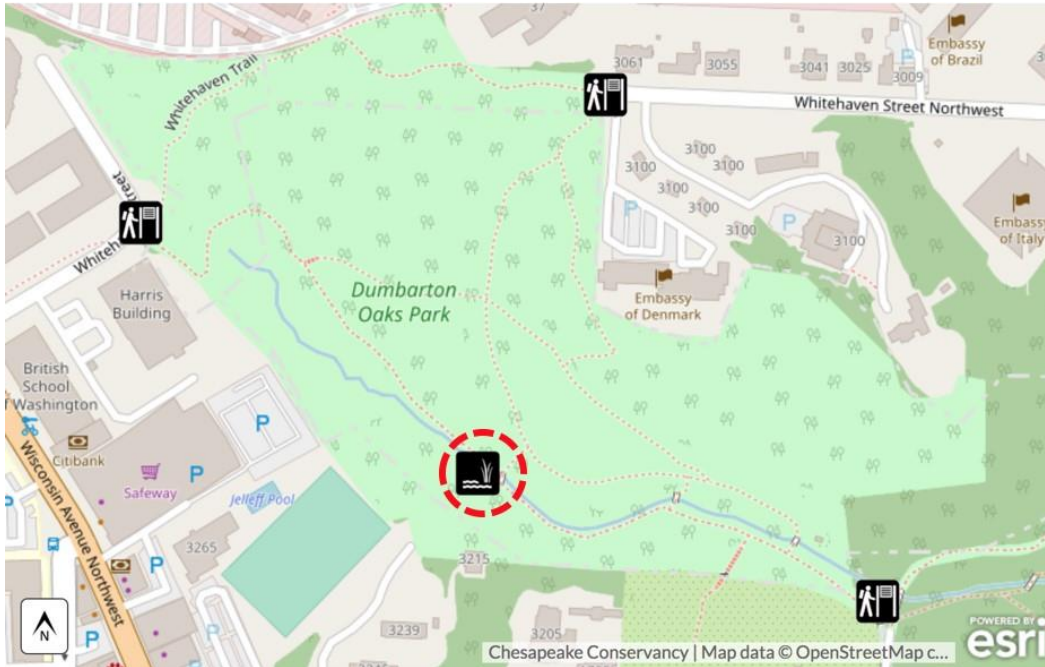 37
3061
3055
3041
3025
3009
P
Embassy
of Brazil
Whitehaven Trail
Whitehaven Street Northwest
3100
3100
3100
3100
3100
3100
3100
P
P
Embassy
of Italy
Embassy
of Denmark
Whiteh
Street
Harris
Building
Dumbarton
Oaks Park
British
School
Washington
Citibank
Safeway
P
P
Jelleff Pool
Wisconsin Avenue Northwest
P
P
P
3265
3215
3239
3205
N
P
Chesapeake Conservancy | Map data © OpenStreetMap c...
POWERED BY
esri